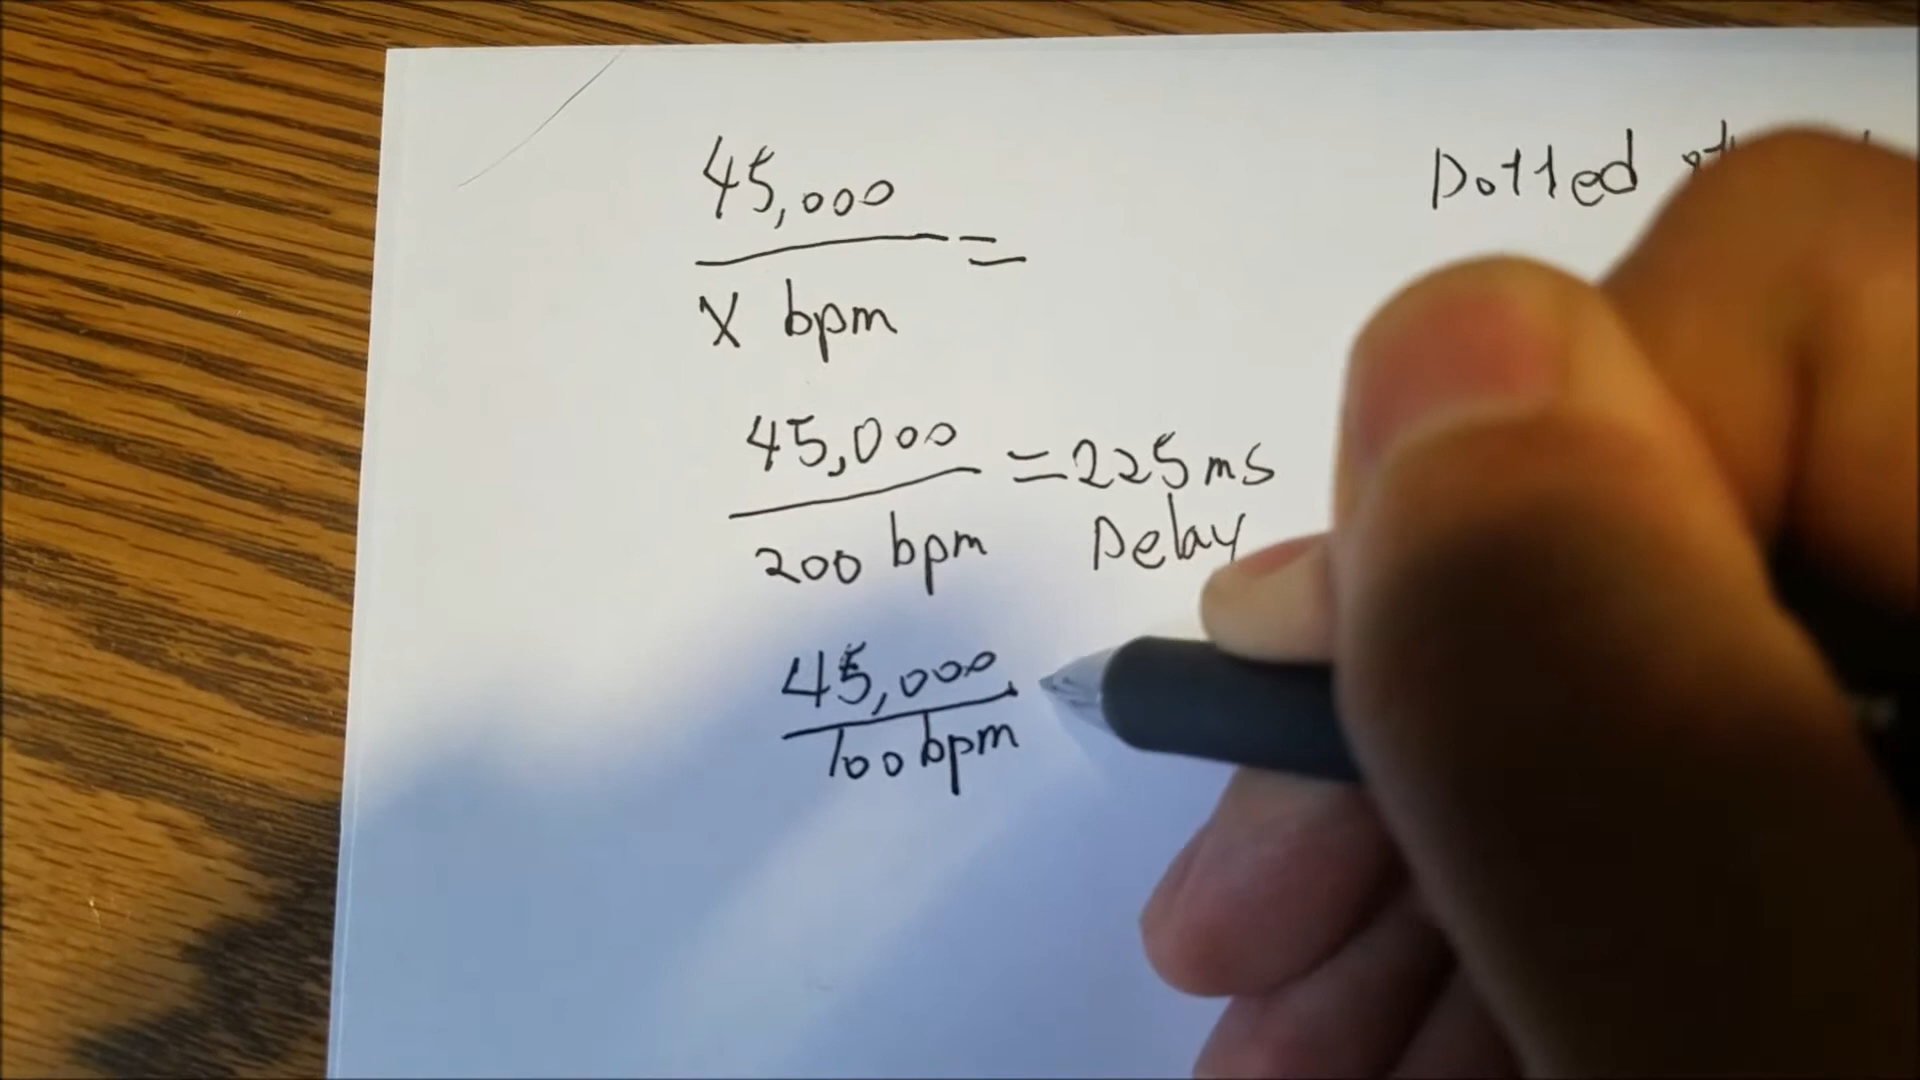 45,000
=
X bpm
Dotted
45,000
= 225 ms
200 bpm
Delay
45,000
100 bpm